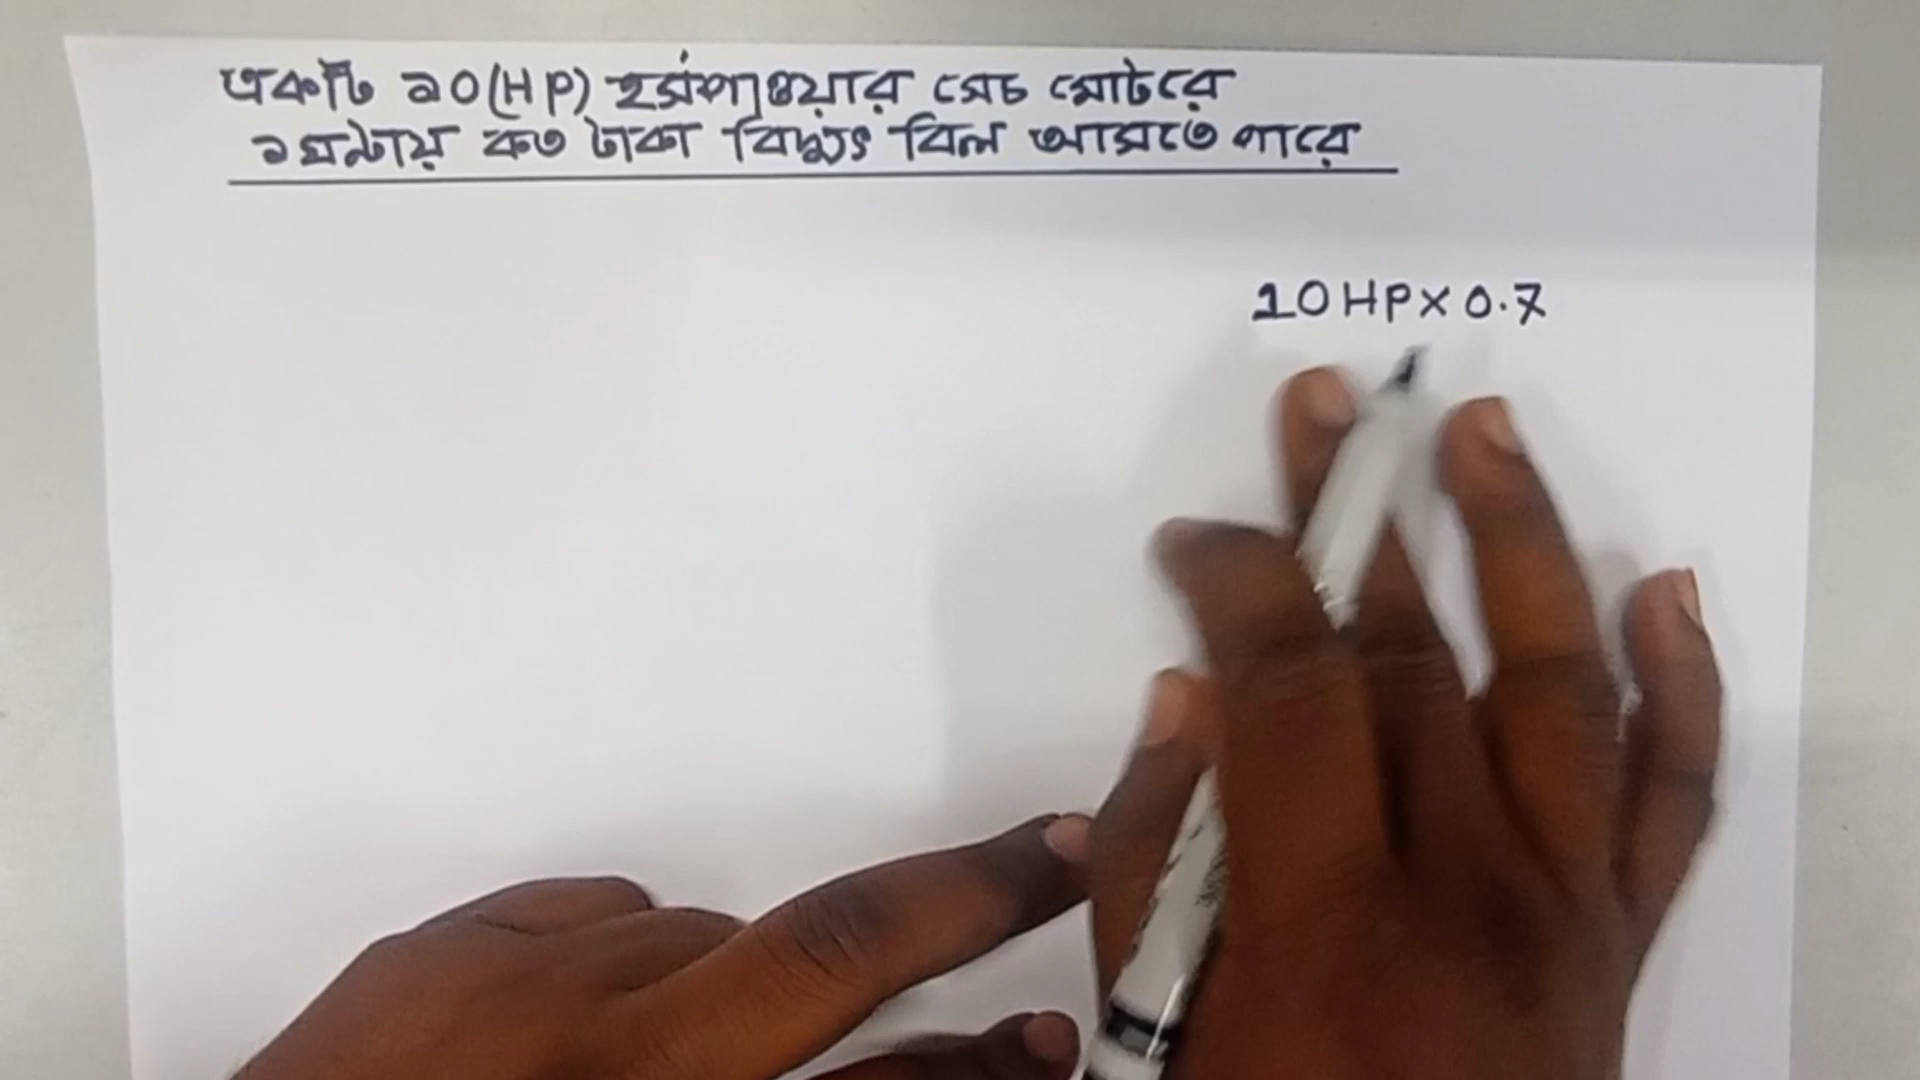 একটি ১০(HP) হর্সপাওয়ার সেচ মোটরে
১ঘন্টায় কত টাকা বিদ্যুৎ বিল আসতে পারে
10HP×0.7